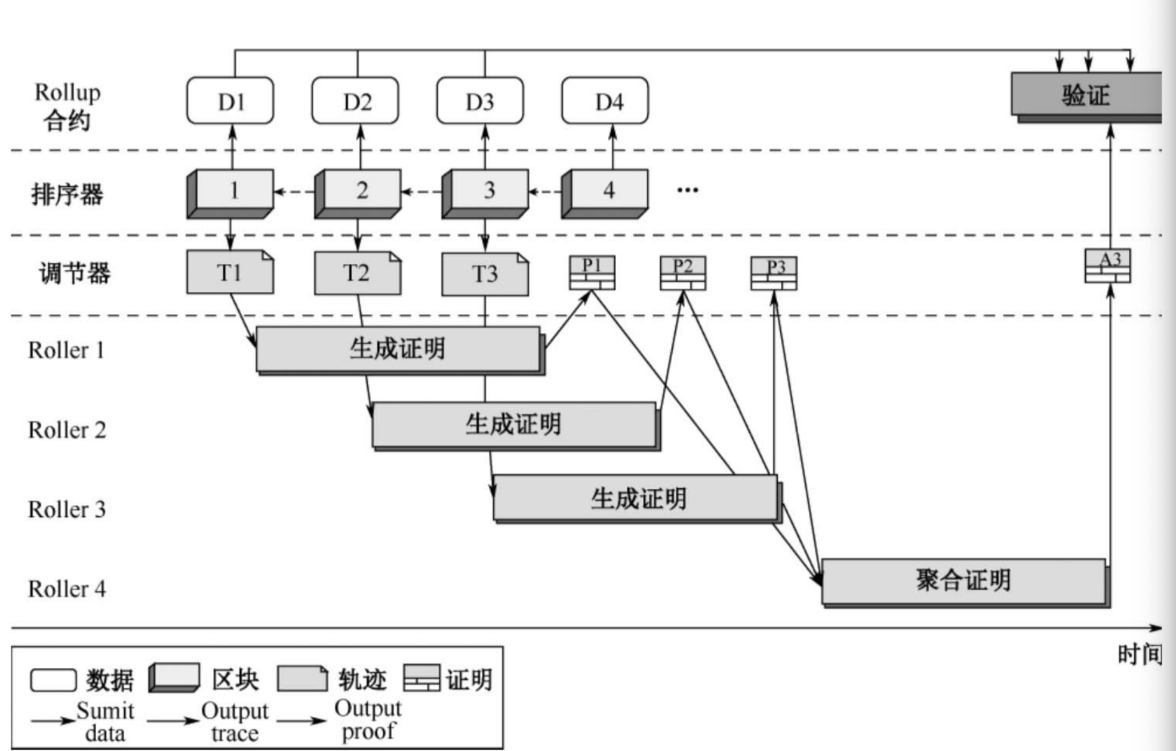 Rollup
合约
D1
D2
D3
D4
验证
排序器
1
2
3
4
...
调节器
T1
T2
T3
P1
P2
P3
A3
Roller 1
生成证明
Roller 2
生成证明
Roller 3
生成证明
Roller 4
聚合证明
时间
数据
区块
轨迹
证明
Sumit
data
Output
trace
Output
proof